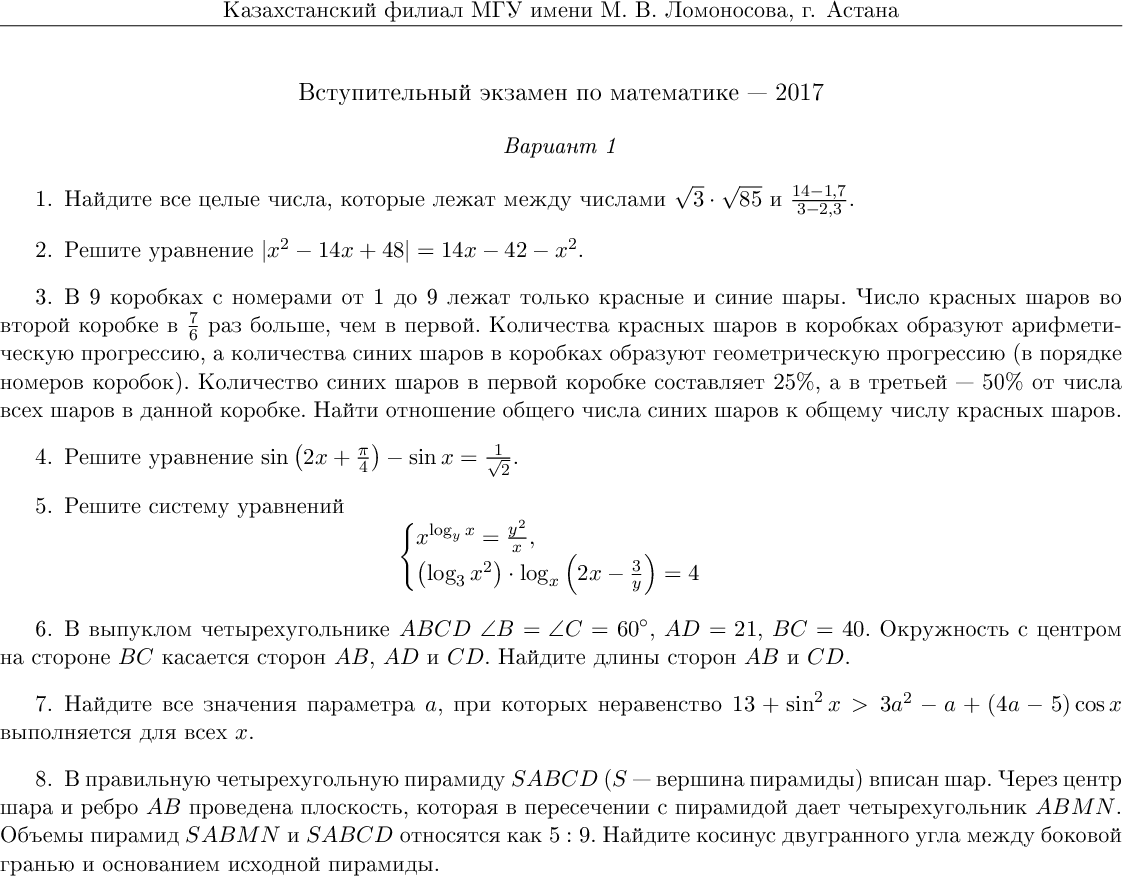 Казахстанский филиал МГУ имени М. В. Ломоносова, г. Астана
Вступительный экзамен по математике — 2017
Вариант 1
1. Найдите все целые числа, которые лежат между числами $\sqrt{3} \cdot \sqrt{85}$ и $\frac{14-1,7}{3-2,3}$.
2. Решите уравнение $|x^2 - 14x + 48| = 14x - 42 - x^2$.
3. В 9 коробках с номерами от 1 до 9 лежат только красные и синие шары. Число красных шаров во
второй коробке в $\frac{7}{6}$ раз больше, чем в первой. Количества красных шаров в коробках образуют арифмети-
ческую прогрессию, а количества синих шаров в коробках образуют геометрическую прогрессию (в порядке
номеров коробок). Количество синих шаров в первой коробке составляет 25%, а в третьей — 50% от числа
всех шаров в данной коробке. Найти отношение общего числа синих шаров к общему числу красных шаров.
4. Решите уравнение $\sin\left(2x + \frac{\pi}{4}\right) - \sin x = \frac{1}{\sqrt{2}}$.
5. Решите систему уравнений
$\begin{cases} x^{\log_y x} = \frac{y^2}{x}, \\ \left(\log_3 x^2\right) \cdot \log_x \left(2x - \frac{3}{y}\right) = 4 \end{cases}$
6. В выпуклом четырехугольнике $ABCD$ $\angle B = \angle C = 60^\circ$, $AD = 21$, $BC = 40$. Окружность с центром
на стороне $BC$ касается сторон $AB$, $AD$ и $CD$. Найдите длины сторон $AB$ и $CD$.
7. Найдите все значения параметра $a$, при которых неравенство $13 + \sin^2 x > 3a^2 - a + (4a - 5)\cos x$
выполняется для всех $x$.
8. В правильную четырехугольную пирамиду $SABCD$ ($S$ — вершина пирамиды) вписан шар. Через центр
шара и ребро $AB$ проведена плоскость, которая в пересечении с пирамидой дает четырехугольник $ABMN$.
Объемы пирамид $SABMN$ и $SABCD$ относятся как $5 : 9$. Найдите косинус двугранного угла между боковой
гранью и основанием исходной пирамиды.